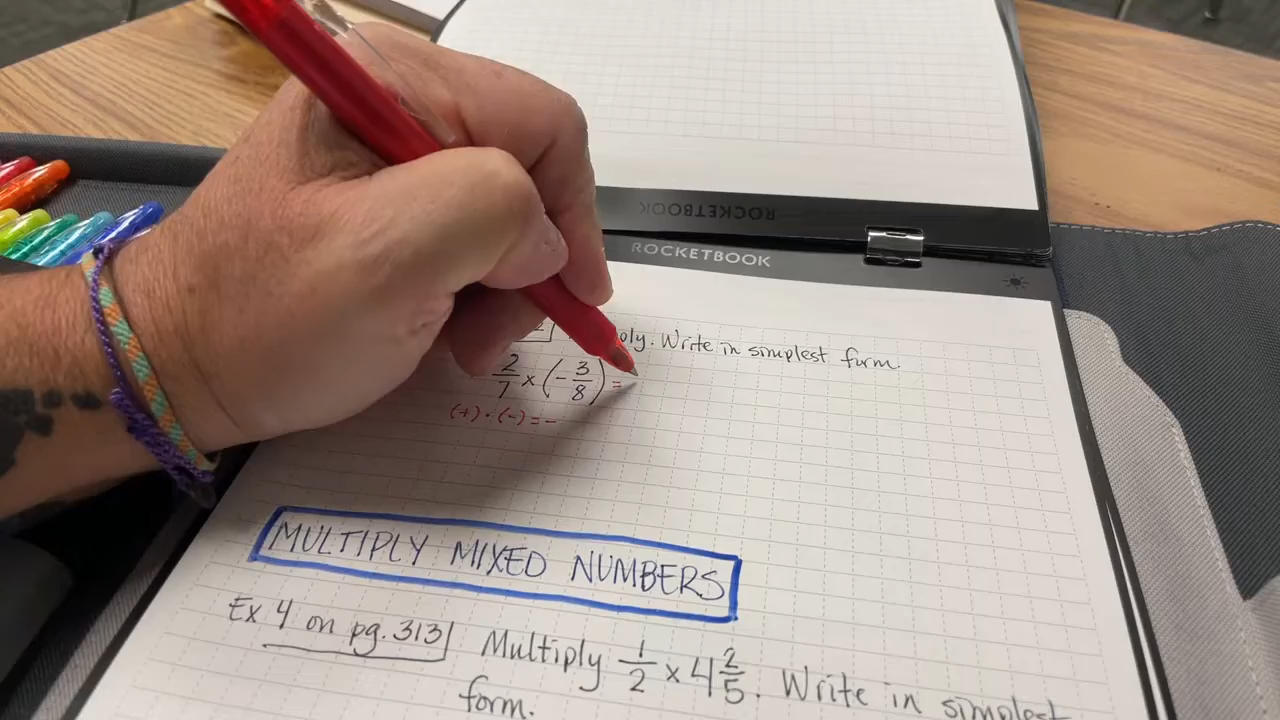 ROCKETBOOK
ROCKETBOOK
Write in simplest form.
2/7 × (-3/8) =
(+) · (-) = -
MULTIPLY MIXED NUMBERS
Ex 4 on pg. 313
Multiply 1/2 × 4 2/5. Write in simplest
form.